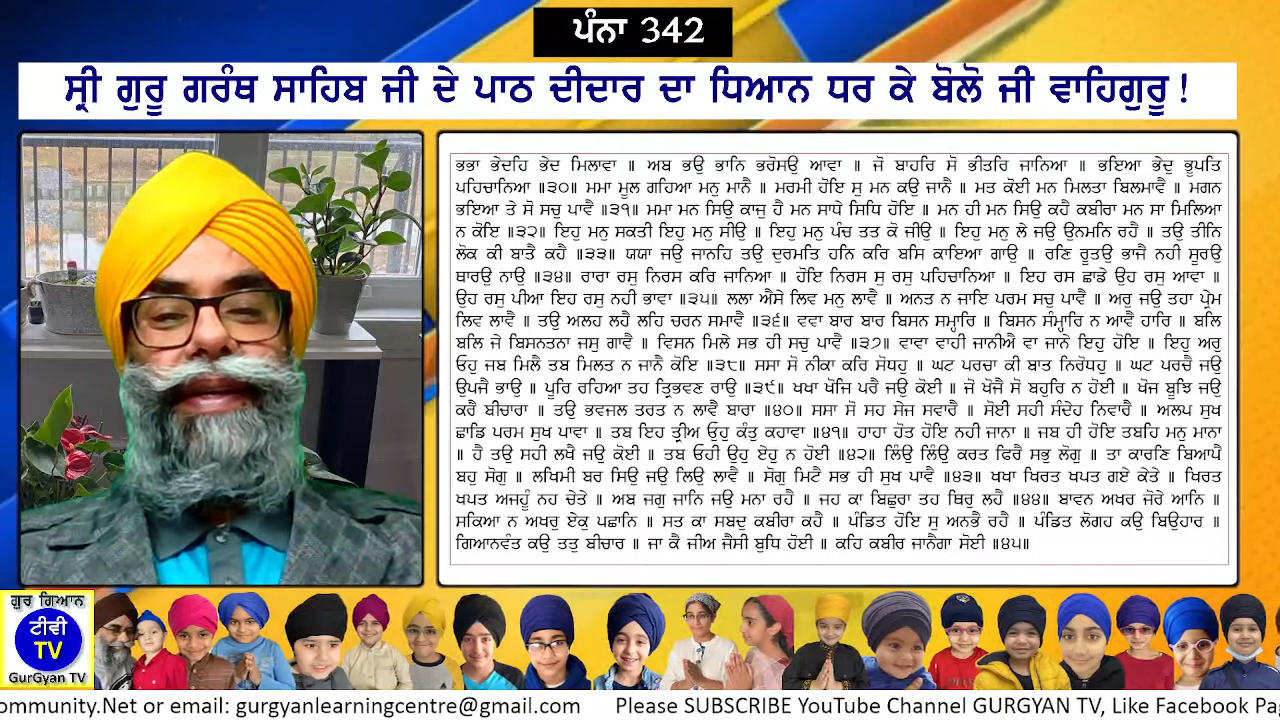 ਪੰਨਾ 342
ਸ੍ਰੀ ਗੁਰੂ ਗਰੰਥ ਸਾਹਿਬ ਜੀ ਦੇ ਪਾਠ ਦੀਦਾਰ ਦਾ ਧਿਆਨ ਧਰ ਕੇ ਬੋਲੋ ਜੀ ਵਾਹਿਗੁਰੂ !
ਭਭਾ ਭੇਦਹਿ ਭੇਦ ਮਿਲਾਵਾ ॥ ਅਬ ਭਉ ਭਾਨਿ ਭਰੋਸਉ ਆਵਾ ॥ ਜੋ ਬਾਹਰਿ ਸੋ ਭੀਤਰਿ ਜਾਨਿਆ ॥ ਭਇਆ ਭੇਦੁ ਭੂਪਤਿ
ਪਹਿਚਾਨਿਆ ॥੩੦॥ ਮਮਾ ਮੂਲ ਗਹਿਆ ਮਨੁ ਮਾਨੈ ॥ ਮਰਮੀ ਹੋਇ ਸੁ ਮਨ ਕਉ ਜਾਨੈ ॥ ਮਤ ਕੋਈ ਮਨ ਮਿਲਤਾ ਬਿਲਮਾਵੈ ॥ ਮਗਨ
ਭਇਆ ਤੇ ਸੋ ਸਚੁ ਪਾਵੈ ॥੩੧॥ ਮਮਾ ਮਨ ਸਿਉ ਕਾਜੁ ਹੈ ਮਨ ਸਾਧੇ ਸਿਧਿ ਹੋਇ ॥ ਮਨ ਹੀ ਮਨ ਸਿਉ ਕਹੈ ਕਬੀਰਾ ਮਨ ਸਾ ਮਿਲਿਆ
ਨ ਕੋਇ ॥੩੨॥ ਇਹੁ ਮਨੁ ਸਕਤੀ ਇਹੁ ਮਨੁ ਸੀਉ ॥ ਇਹੁ ਮਨੁ ਪੰਚ ਤਤ ਕੋ ਜੀਉ ॥ ਇਹੁ ਮਨੁ ਲੇ ਜਉ ਉਨਮਨਿ ਰਹੈ ॥ ਤਉ ਤੀਨਿ
ਲੋਕ ਕੀ ਬਾਤੈ ਕਹੈ ॥੩੩॥ ਯਯਾ ਜਉ ਜਾਨਹਿ ਤਉ ਦੁਰਮਤਿ ਹਨਿ ਕਰਿ ਬਸਿ ਕਾਇਆ ਗਾਉ ॥ ਰਣਿ ਰੂਤਉ ਭਾਜੈ ਨਹੀ ਸੂਰਉ
ਥਾਰਉ ਨਾਉ ॥੩੪॥ ਰਾਰਾ ਰਸੁ ਨਿਰਸ ਕਰਿ ਜਾਨਿਆ ॥ ਹੋਇ ਨਿਰਸ ਸੁ ਰਸੁ ਪਹਿਚਾਨਿਆ ॥ ਇਹ ਰਸ ਛਾਡੇ ਉਹ ਰਸੁ ਆਵਾ ॥
ਉਹ ਰਸੁ ਪੀਆ ਇਹ ਰਸੁ ਨਹੀ ਭਾਵਾ ॥੩੫॥ ਲਲਾ ਐਸੇ ਲਿਵ ਮਨੁ ਲਾਵੈ ॥ ਅਨਤ ਨ ਜਾਇ ਪਰਮ ਸਚੁ ਪਾਵੈ ॥ ਅਰੁ ਜਉ ਤਹਾ ਪ੍ਰੇਮ
ਲਿਵ ਲਾਵੈ ॥ ਤਉ ਅਲਹ ਲਹੈ ਲਹਿ ਚਰਨ ਸਮਾਵੈ ॥੩੬॥ ਵਵਾ ਬਾਰ ਬਾਰ ਬਿਸਨ ਸਮ੍ਹਾਰਿ ॥ ਬਿਸਨ ਸੰਮ੍ਹਾਰਿ ਨ ਆਵੈ ਹਾਰਿ ॥ ਬਲਿ
ਬਲਿ ਜੇ ਬਿਸਨਤਨਾ ਜਸੁ ਗਾਵੈ ॥ ਵਿਸਨ ਮਿਲੇ ਸਭ ਹੀ ਸਚੁ ਪਾਵੈ ॥੩੭॥ ਵਾਵਾ ਵਾਹੀ ਜਾਨੀਐ ਵਾ ਜਾਨੇ ਇਹੁ ਹੋਇ ॥ ਇਹੁ ਅਰੁ
ਓਹੁ ਜਬ ਮਿਲੈ ਤਬ ਮਿਲਤ ਨ ਜਾਨੈ ਕੋਇ ॥੩੮॥ ਸਸਾ ਸੋ ਨੀਕਾ ਕਰਿ ਸੋਧਹੁ ॥ ਘਟ ਪਰਚਾ ਕੀ ਬਾਤ ਨਿਰੋਧਹੁ ॥ ਘਟ ਪਰਚੈ ਜਉ
ਉਪਜੈ ਭਾਉ ॥ ਪੂਰਿ ਰਹਿਆ ਤਹ ਤ੍ਰਿਭਵਣ ਰਾਉ ॥੩੯॥ ਖਖਾ ਖੋਜਿ ਪਰੈ ਜਉ ਕੋਈ ॥ ਜੋ ਖੋਜੈ ਸੋ ਬਹੁਰਿ ਨ ਹੋਈ ॥ ਖੋਜ ਬੂਝਿ ਜਉ
ਕਰੈ ਬੀਚਾਰਾ ॥ ਤਉ ਭਵਜਲ ਤਰਤ ਨ ਲਾਵੈ ਬਾਰਾ ॥੪੦॥ ਸਸਾ ਸੋ ਸਹ ਸੇਜ ਸਵਾਰੈ ॥ ਸੋਈ ਸਹੀ ਸੰਦੇਹ ਨਿਵਾਰੈ ॥ ਅਲਪ ਸੁਖ
ਛਾਡਿ ਪਰਮ ਸੁਖ ਪਾਵਾ ॥ ਤਬ ਇਹ ਤ੍ਰੀਅ ਓੁਹੁ ਕੰਤੁ ਕਹਾਵਾ ॥੪੧॥ ਹਾਹਾ ਹੋਤ ਹੋਇ ਨਹੀ ਜਾਨਾ ॥ ਜਬ ਹੀ ਹੋਇ ਤਬਹਿ ਮਨੁ ਮਾਨਾ
॥ ਹੈ ਤਉ ਸਹੀ ਲਖੈ ਜਉ ਕੋਈ ॥ ਤਬ ਓਹੀ ਉਹੁ ਏਹੁ ਨ ਹੋਈ ॥੪੨॥ ਲਿੰਉ ਲਿੰਉ ਕਰਤ ਫਿਰੈ ਸਭੁ ਲੋਗੁ ॥ ਤਾ ਕਾਰਣਿ ਬਿਆਪੈ
ਬਹੁ ਸੋਗੁ ॥ ਲਖਿਮੀ ਬਰ ਸਿਉ ਜਉ ਲਿਉ ਲਾਵੈ ॥ ਸੋਗੁ ਮਿਟੈ ਸਭ ਹੀ ਸੁਖ ਪਾਵੈ ॥੪੩॥ ਖਖਾ ਖਿਰਤ ਖਪਤ ਗਏ ਕੇਤੇ ॥ ਖਿਰਤ
ਖਪਤ ਅਜਹੂੰ ਨਹ ਚੇਤੇ ॥ ਅਬ ਜਗੁ ਜਾਨਿ ਜਉ ਮਨਾ ਰਹੈ ॥ ਜਹ ਕਾ ਬਿਛੁਰਾ ਤਹ ਥਿਰੁ ਲਹੈ ॥੪੪॥ ਬਾਵਨ ਅਖਰ ਜੋਰੇ ਆਨਿ ॥
ਸਕਿਆ ਨ ਅਖਰੁ ਏਕੁ ਪਛਾਨਿ ॥ ਸਤ ਕਾ ਸਬਦੁ ਕਬੀਰਾ ਕਹੈ ॥ ਪੰਡਿਤ ਹੋਇ ਸੁ ਅਨਭੈ ਰਹੈ ॥ ਪੰਡਿਤ ਲੋਗਹ ਕਉ ਬਿਉਹਾਰ ॥
ਗਿਆਨਵੰਤ ਕਉ ਤਤੁ ਬੀਚਾਰ ॥ ਜਾ ਕੈ ਜੀਅ ਜੈਸੀ ਬੁਧਿ ਹੋਈ ॥ ਕਹਿ ਕਬੀਰ ਜਾਨੈਗਾ ਸੋਈ ॥੪੫॥
ਗੁਰ ਗਿਆਨ
ਟੀਵੀ
TV
GurGyan TV
ommunity.Net or email: gurgyanlearningcentre@gmail.com Please SUBSCRIBE YouTube Channel GURGYAN TV, Like Facebook Pa